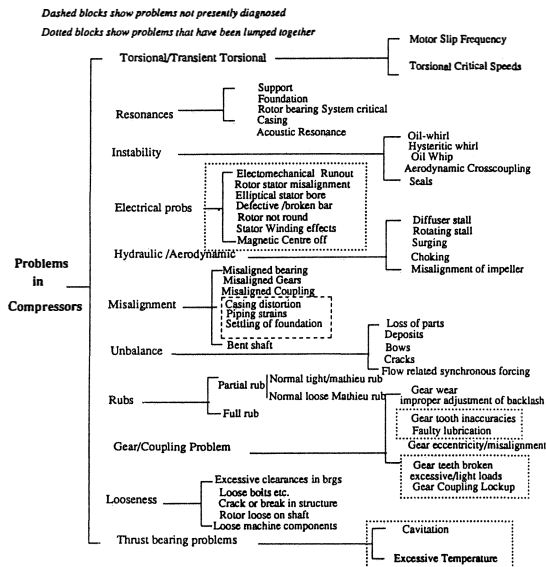 Dashed blocks show problems not presently diagnosed
Dotted blocks show problems that have been lumped together
Problems
in
Compressors
Torsional/Transient Torsional
Motor Slip Frequency
Torsional Critical Speeds
Resonances
Support
Foundation
Rotor bearing System critical
Casing
Acoustic Resonance
Instability
Oil-whirl
Hysteritic whirl
Oil Whip
Aerodynamic Crosscoupling
Seals
Electrical probs
Electomechanical Runout
Rotor stator misalignment
Elliptical stator bore
Defective /broken bar
Rotor not round
Stator Winding effects
Magnetic Centre off
Hydraulic /Aerodynamic
Diffuser stall
Rotating stall
Surging
Choking
Misalignment of impeller
Misalignment
Misaligned bearing
Misaligned Gears
Misaligned Coupling
Casing distortion
Piping strains
Settling of foundation
Bent shaft
Unbalance
Loss of parts
Deposits
Bows
Cracks
Flow related synchronous forcing
Rubs
Partial rub
Normal tight/mathieu rub
Normal loose Mathieu rub
Full rub
Gear/Coupling Problem
Gear wear
improper adjustment of backlash
Gear tooth inaccuracies
Faulty lubrication
Gear eccentricity/misalignment
Gear teeth broken
excessive/light loads
Gear Coupling Lockup
Looseness
Excessive clearances in brgs
Loose bolts etc.
Crack or break in structure
Rotor loose on shaft
Loose machine components
Thrust bearing problems
Cavitation
Excessive Temperature